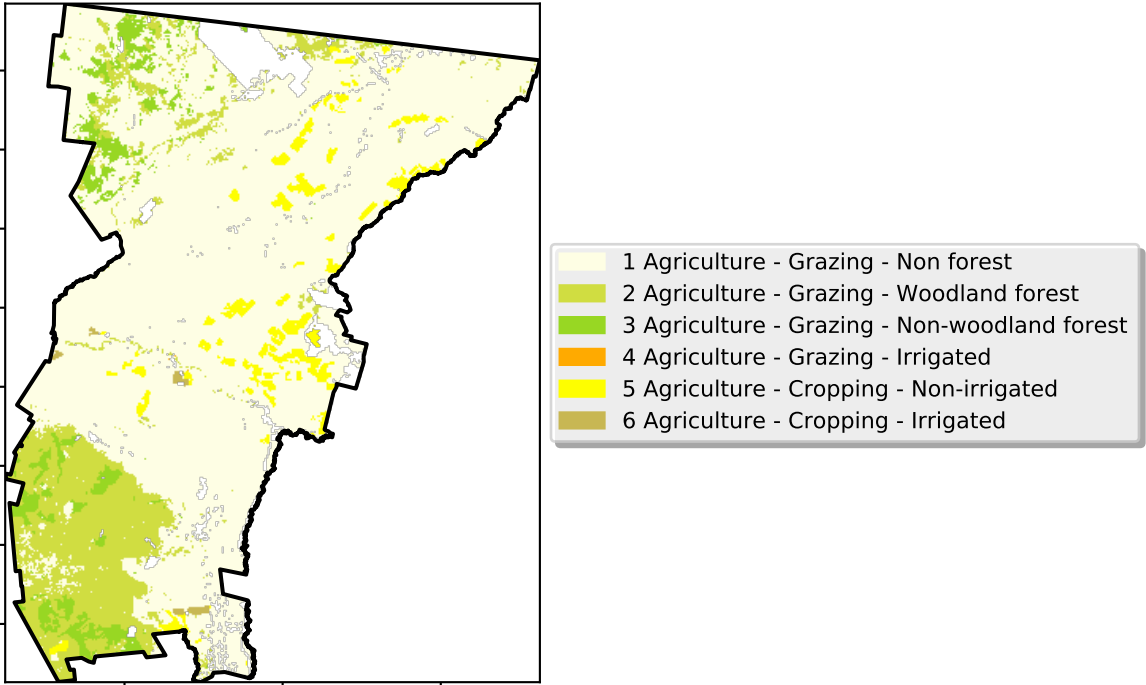 1 Agriculture - Grazing - Non forest
2 Agriculture - Grazing - Woodland forest
3 Agriculture - Grazing - Non-woodland forest
4 Agriculture - Grazing - Irrigated
5 Agriculture - Cropping - Non-irrigated
6 Agriculture - Cropping - Irrigated